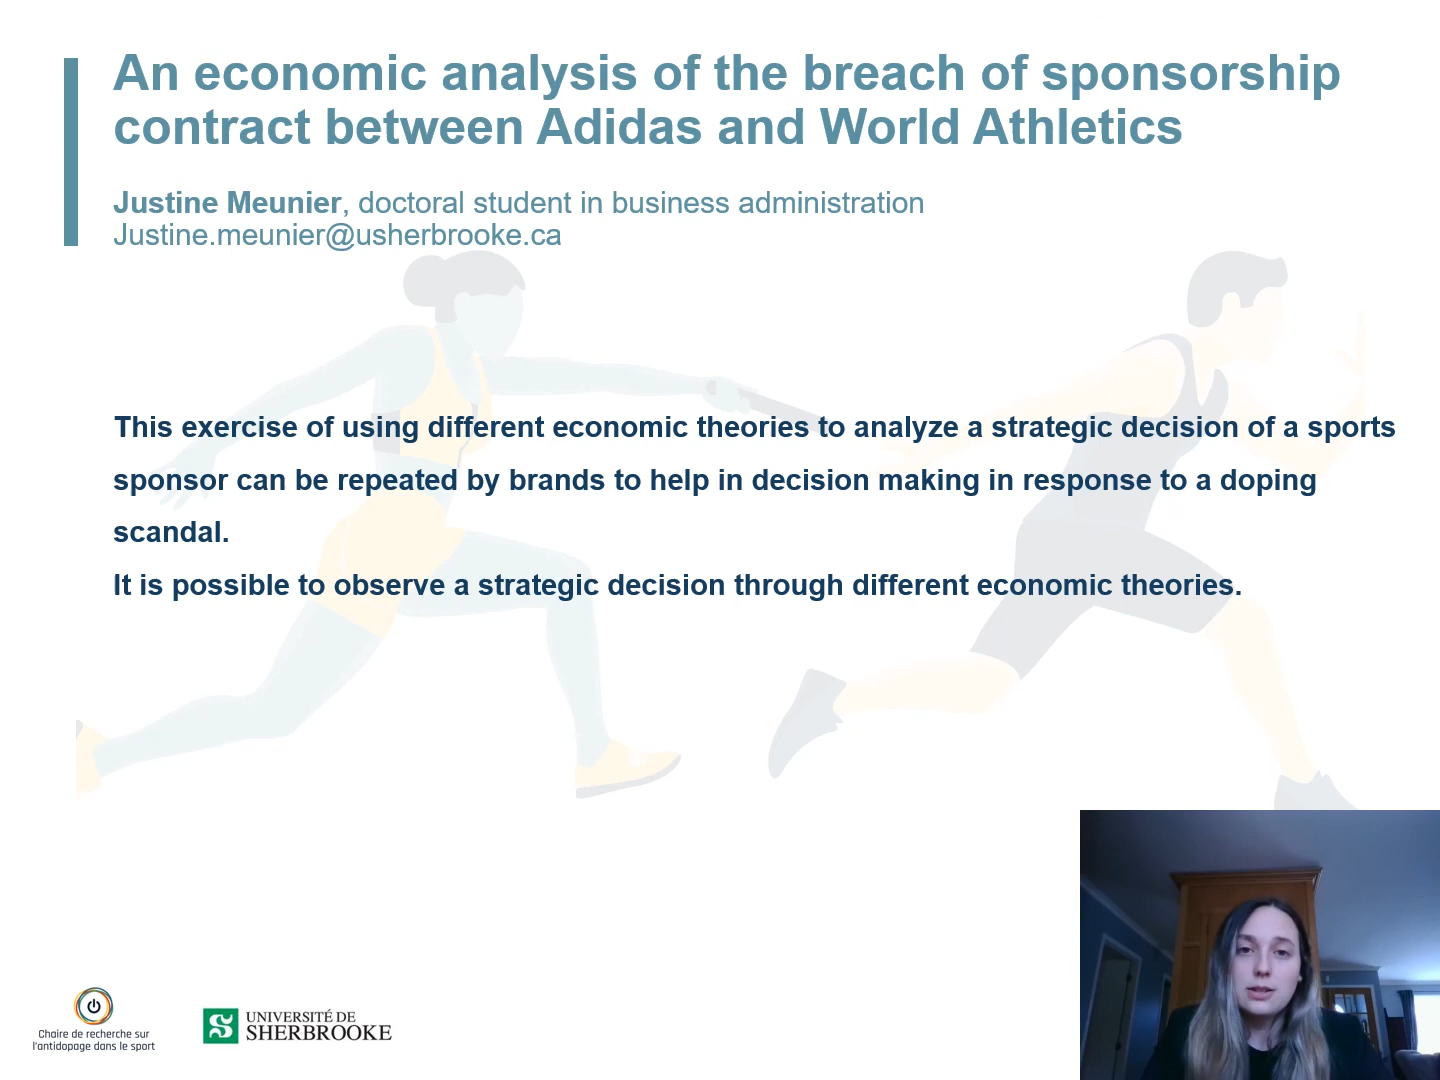 An economic analysis of the breach of sponsorship
contract between Adidas and World Athletics
Justine Meunier, doctoral student in business administration
Justine.meunier@usherbrooke.ca
This exercise of using different economic theories to analyze a strategic decision of a sports
sponsor can be repeated by brands to help in decision making in response to a doping
scandal.
It is possible to observe a strategic decision through different economic theories.
Chaire de recherche sur
l'antidopage dans le sport
UNIVERSITÉ DE
SHERBROOKE